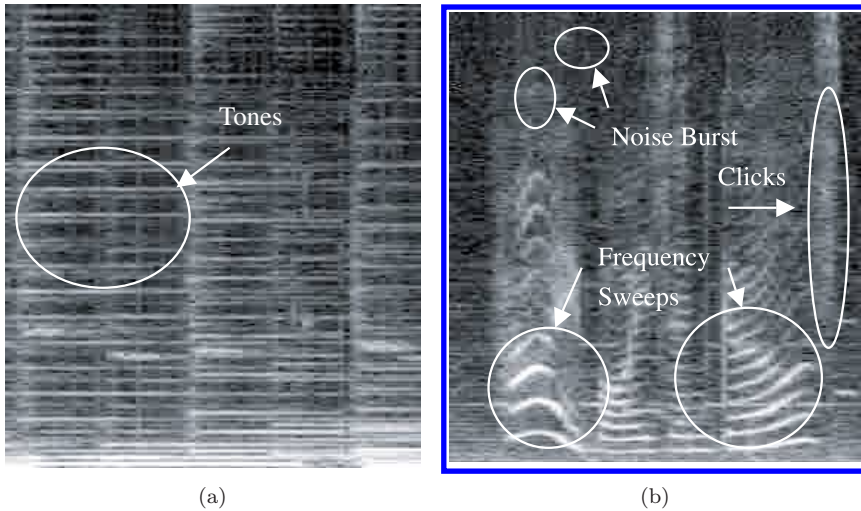 Tones
Noise Burst
Clicks
Frequency
Sweeps
(a)
(b)